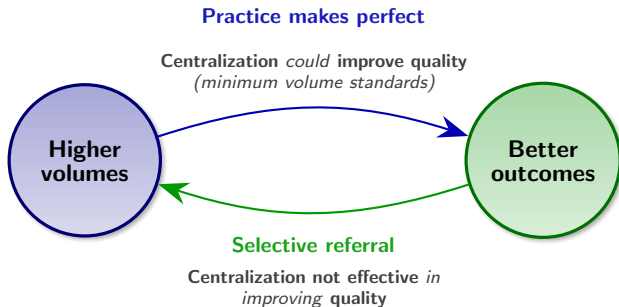 Practice makes perfect
Centralization could improve quality
(minimum volume standards)
Higher
volumes
Better
outcomes
Selective referral
Centralization not effective in
improving quality